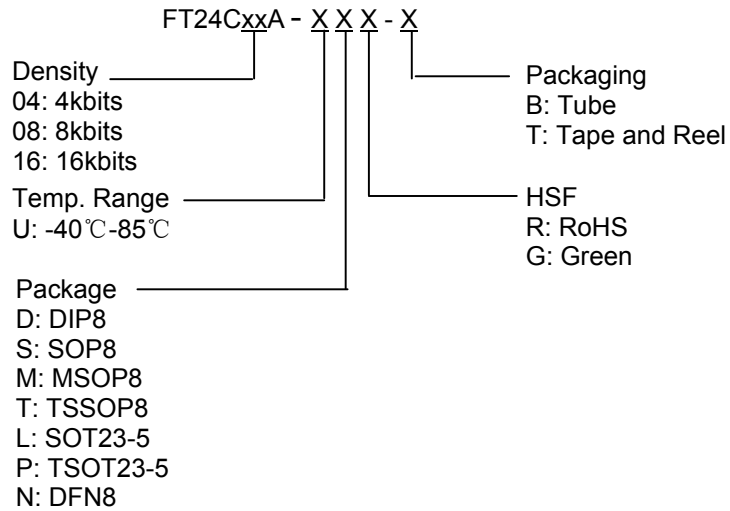 FT24CxxA - X X X - X
Density
04: 4kbits
08: 8kbits
16: 16kbits
Temp. Range
U: -40℃-85℃
Package
D: DIP8
S: SOP8
M: MSOP8
T: TSSOP8
L: SOT23-5
P: TSOT23-5
N: DFN8
Packaging
B: Tube
T: Tape and Reel
HSF
R: RoHS
G: Green